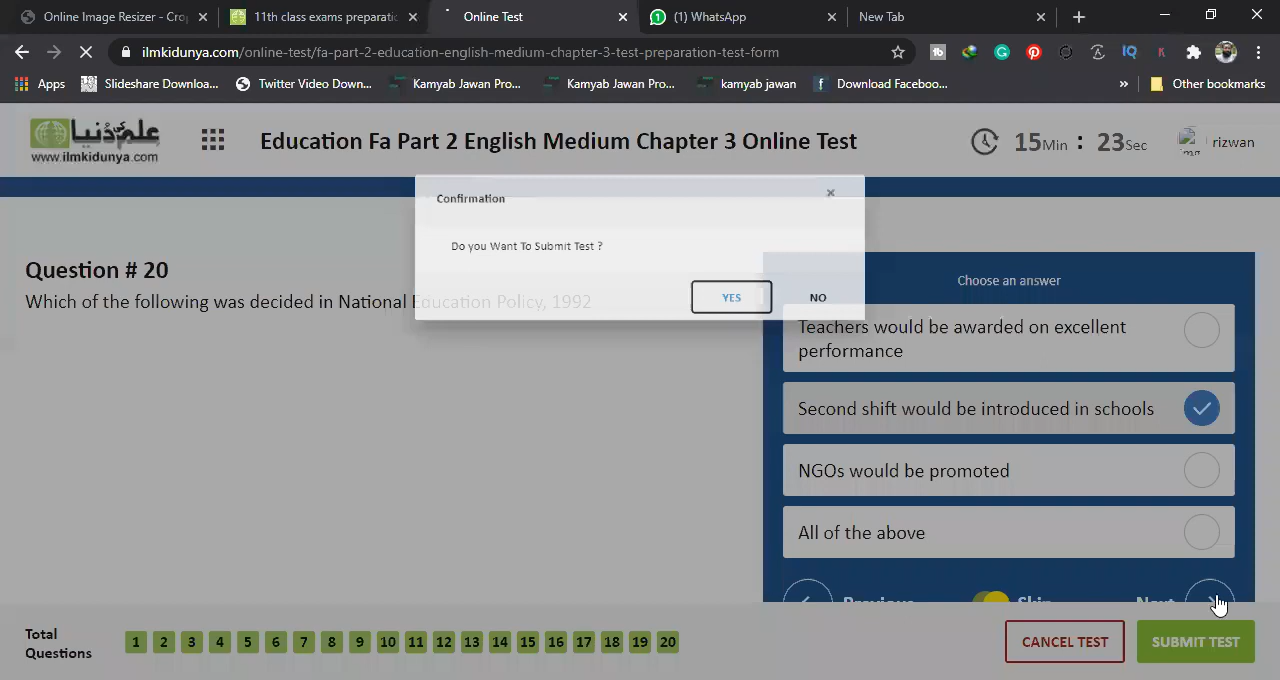 Online Image Resizer - Crop
11th class exams preparati
Online Test
(1) WhatsApp
New Tab
ilmkidunya.com/online-test/fa-part-2-education-english-medium-chapter-3-test-preparation-test-form
Apps
Slideshare Downloa...
Twitter Video Down...
Kamyab Jawan Pro...
Kamyab Jawan Pro...
kamyab jawan
Download Faceboo...
»
Other bookmarks
علم کی دُنیا
www.ilmkidunya.com
Education Fa Part 2 English Medium Chapter 3 Online Test
15Min : 23Sec
rizwan
Confirmation
Do you Want To Submit Test ?
YES
NO
Question # 20
Which of the following was decided in National Education Policy, 1992
Choose an answer
Teachers would be awarded on excellent
performance
Second shift would be introduced in schools
NGOs would be promoted
All of the above
Previous
Skip
Next
Total
Questions
1 2 3 4 5 6 7 8 9 10 11 12 13 14 15 16 17 18 19 20
CANCEL TEST
SUBMIT TEST